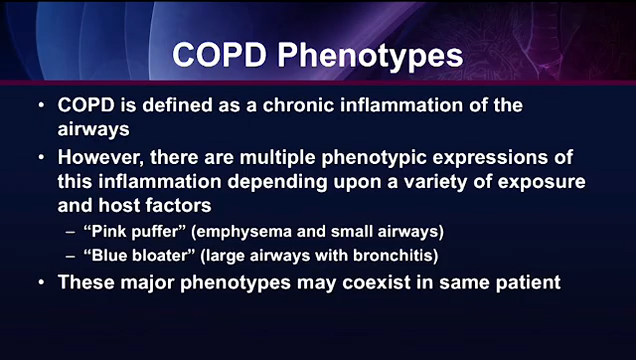 COPD Phenotypes
• COPD is defined as a chronic inflammation of the
airways
• However, there are multiple phenotypic expressions of
this inflammation depending upon a variety of exposure
and host factors
– “Pink puffer” (emphysema and small airways)
– “Blue bloater” (large airways with bronchitis)
• These major phenotypes may coexist in same patient